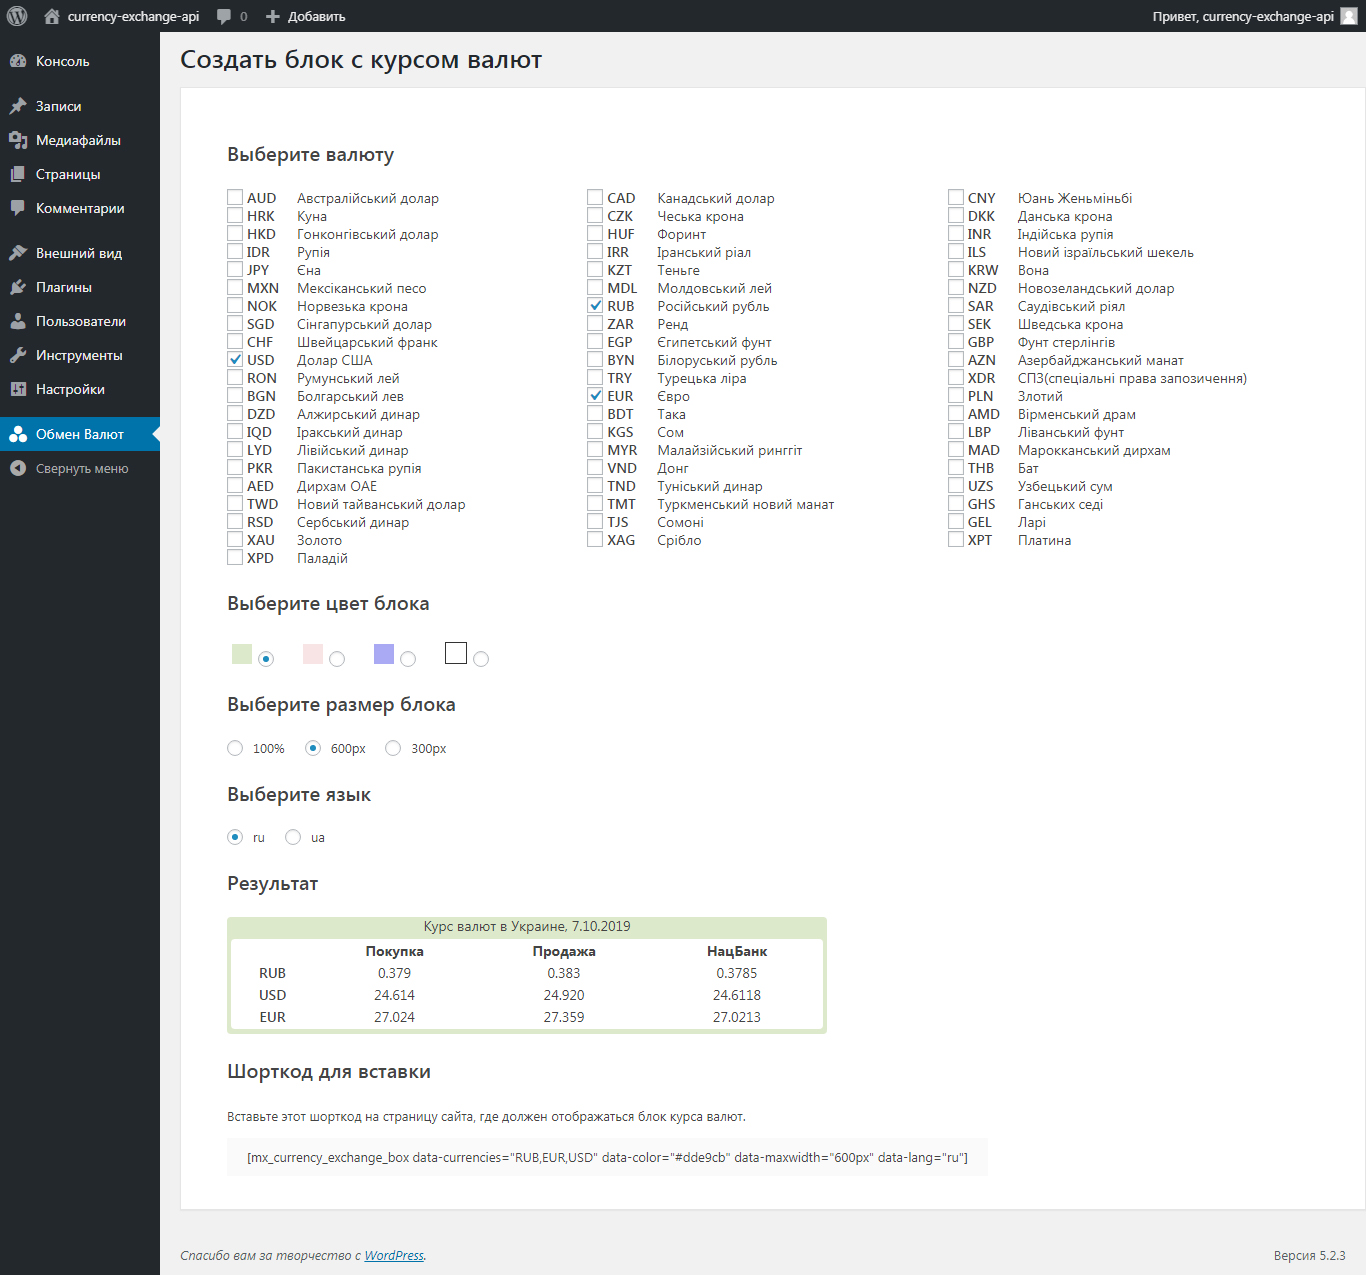 currency-exchange-api 0 Добавить Привет, currency-exchange-api
Консоль
Записи
Медиафайлы
Страницы
Комментарии
Внешний вид
Плагины
Пользователи
Инструменты
Настройки
Обмен Валют
Свернуть меню
Создать блок с курсом валют
Выберите валюту
AUD Австралійський долар CAD Канадський долар CNY Юань Женьміньбі
HRK Куна CZK Чеська крона DKK Данська крона
HKD Гонконгівський долар HUF Форинт INR Індійська рупія
IDR Рупія IRR Іранський ріал ILS Новий ізраїльський шекель
JPY Єна KZT Теньге KRW Вона
MXN Мексіканський песо MDL Молдовський лей NZD Новозеландський долар
NOK Норвезька крона RUB Російський рубль SAR Саудівський ріял
SGD Сінгапурський долар ZAR Ренд SEK Шведська крона
CHF Швейцарський франк EGP Єгипетський фунт GBP Фунт стерлінгів
USD Долар США BYN Білоруський рубль AZN Азербайджанський манат
RON Румунський лей TRY Турецька ліра XDR СПЗ(спеціальні права запозичення)
BGN Болгарський лев EUR Євро PLN Злотий
DZD Алжирський динар BDT Така AMD Вірменський драм
IQD Іракський динар KGS Сом LBP Ліванський фунт
LYD Лівійський динар MYR Малайзійський ринггіт MAD Марокканський дирхам
PKR Пакистанська рупія VND Донг THB Бат
AED Дирхам ОАЕ TND Туніський динар UZS Узбецький сум
TWD Новий тайванський долар TMT Туркменський новий манат GHS Ганських седі
RSD Сербський динар TJS Сомоні GEL Ларі
XAU Золото XAG Срібло XPT Платина
XPD Паладій
Выберите цвет блока
Выберите размер блока
100% 600px 300px
Выберите язык
ru ua
Результат
Курс валют в Украине, 7.10.2019
Покупка Продажа НацБанк
RUB 0.379 0.383 0.3785
USD 24.614 24.920 24.6118
EUR 27.024 27.359 27.0213
Шорткод для вставки
Вставьте этот шорткод на страницу сайта, где должен отображаться блок курса валют.
[mx_currency_exchange_box data-currencies="RUB,EUR,USD" data-color="#dde9cb" data-maxwidth="600px" data-lang="ru"]
Спасибо вам за творчество с WordPress. Версия 5.2.3